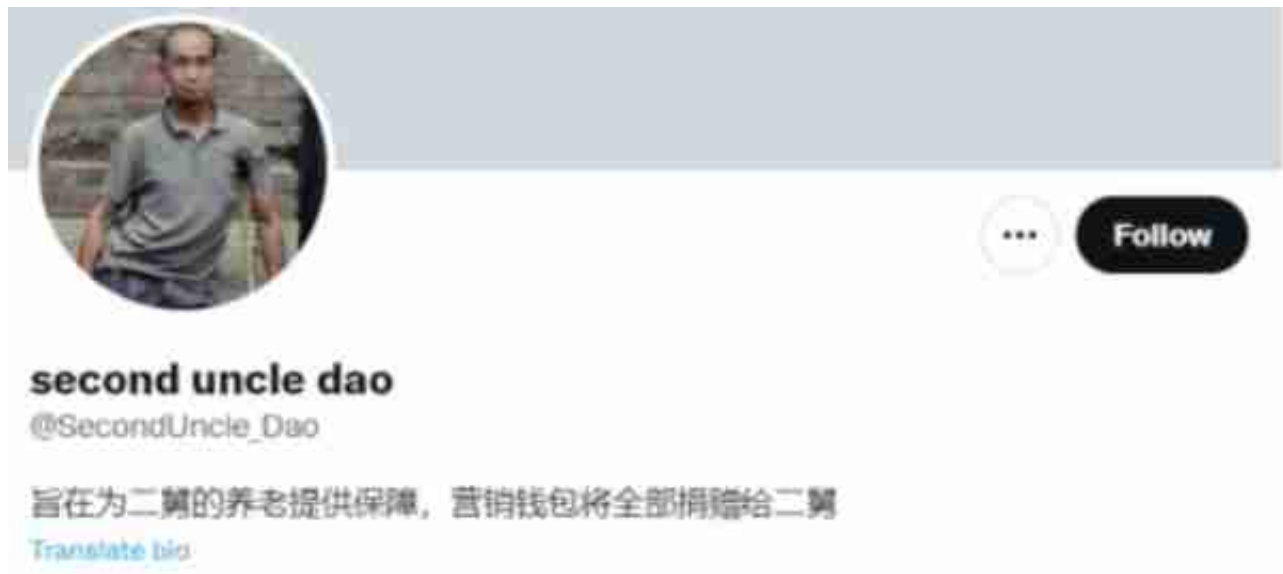 Follow
second uncle dao
@SecondUncle_Dao
旨在为二舅的养老提供保障，营销钱包将全部捐赠给二舅
Translate bio